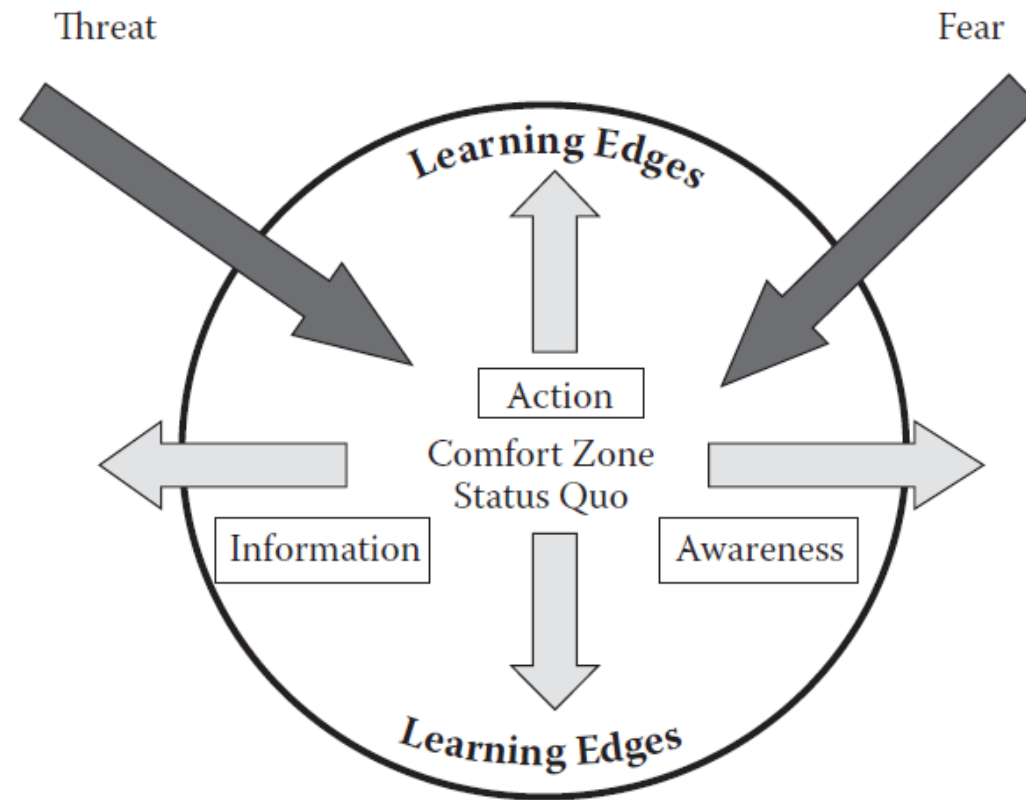 Threat
Fear
Learning Edges
Action
Comfort Zone
Status Quo
Information
Awareness
Learning Edges